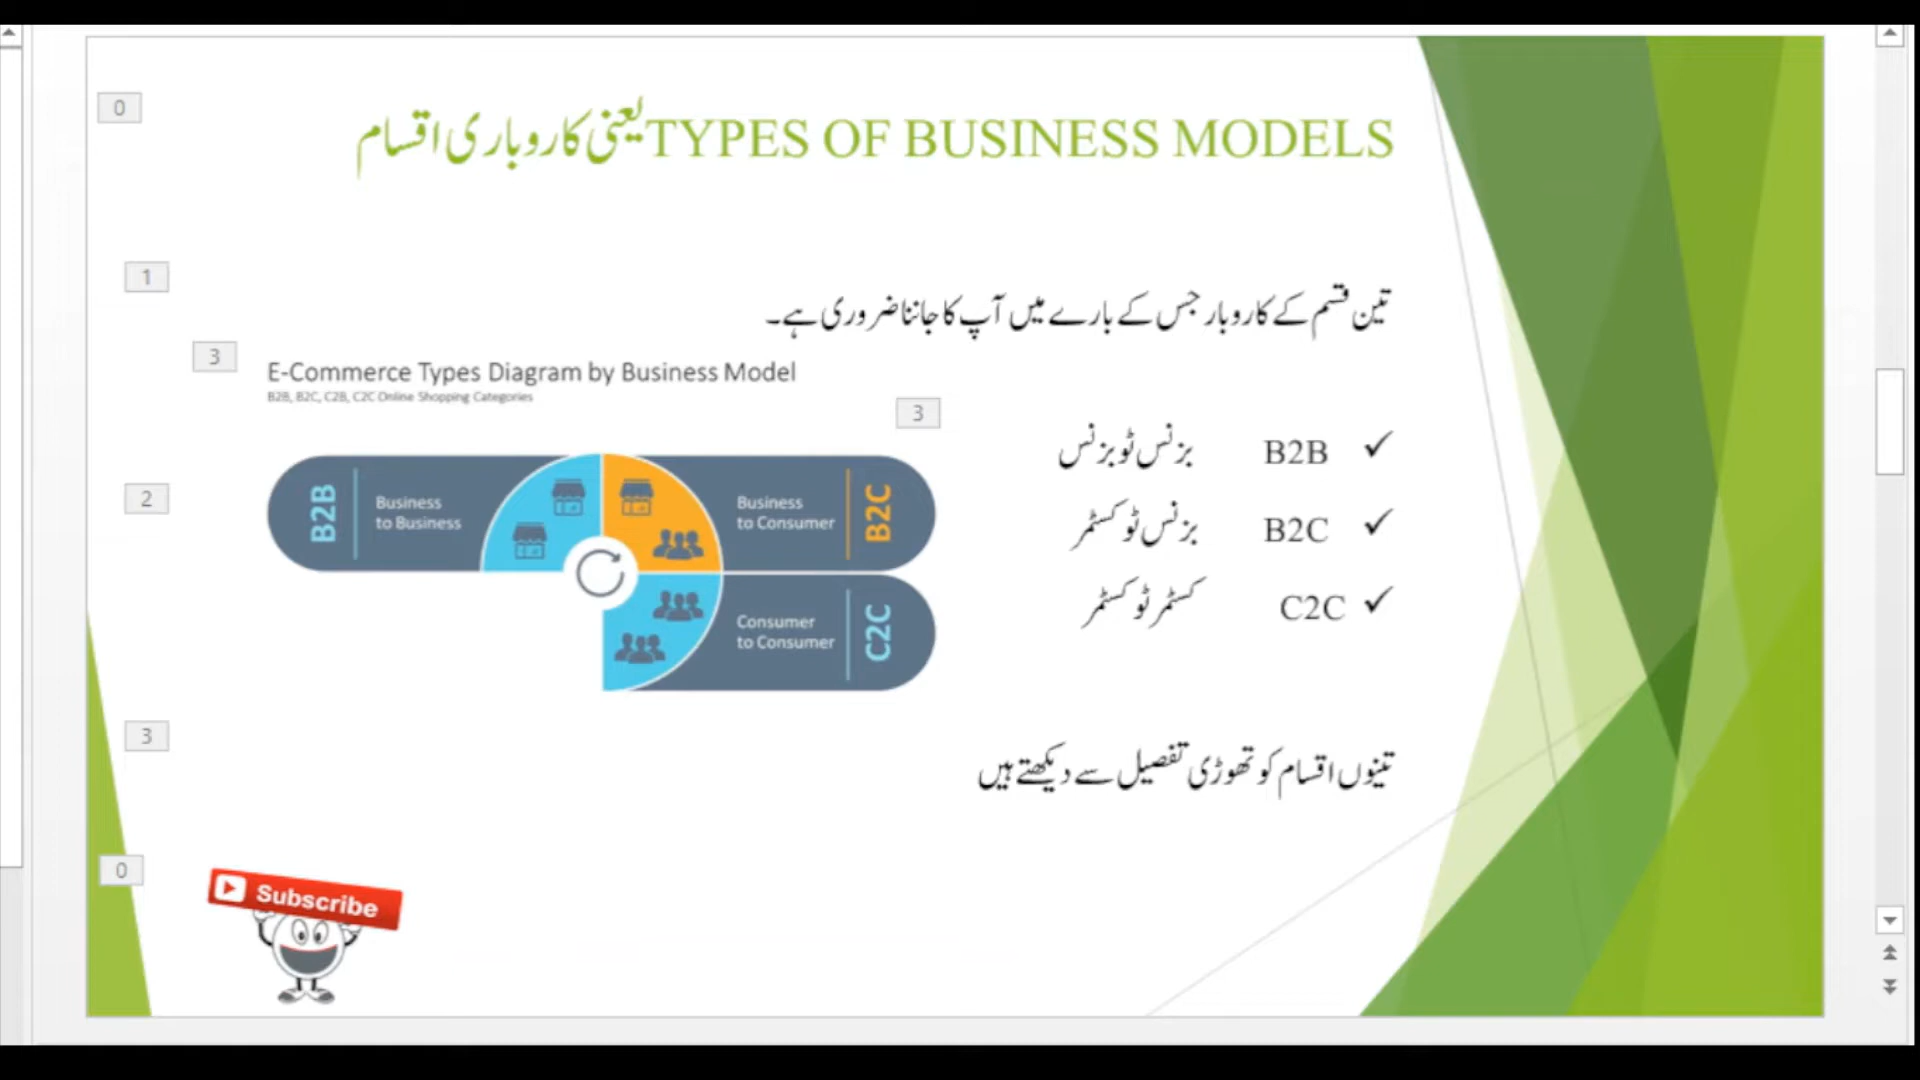 0
TYPES OF BUSINESS MODELS یعنی کاروباری اقسام
1
تین قسم کے کاروبار جس کے بارے میں آپ کا جاننا ضروری ہے۔
3
E-Commerce Types Diagram by Business Model
B2B, B2C, C2B, C2C Online Shopping Categories
3
B2B بزنس ٹو بزنس
B2C بزنس ٹو کسٹمر
C2C کسٹمر ٹو کسٹمر
2
B2B
Business
to Business
Business
to Consumer
B2C
Consumer
to Consumer
C2C
3
تینوں اقسام کو تھوڑی تفصیل سے دیکھتے ہیں
0
Subscribe